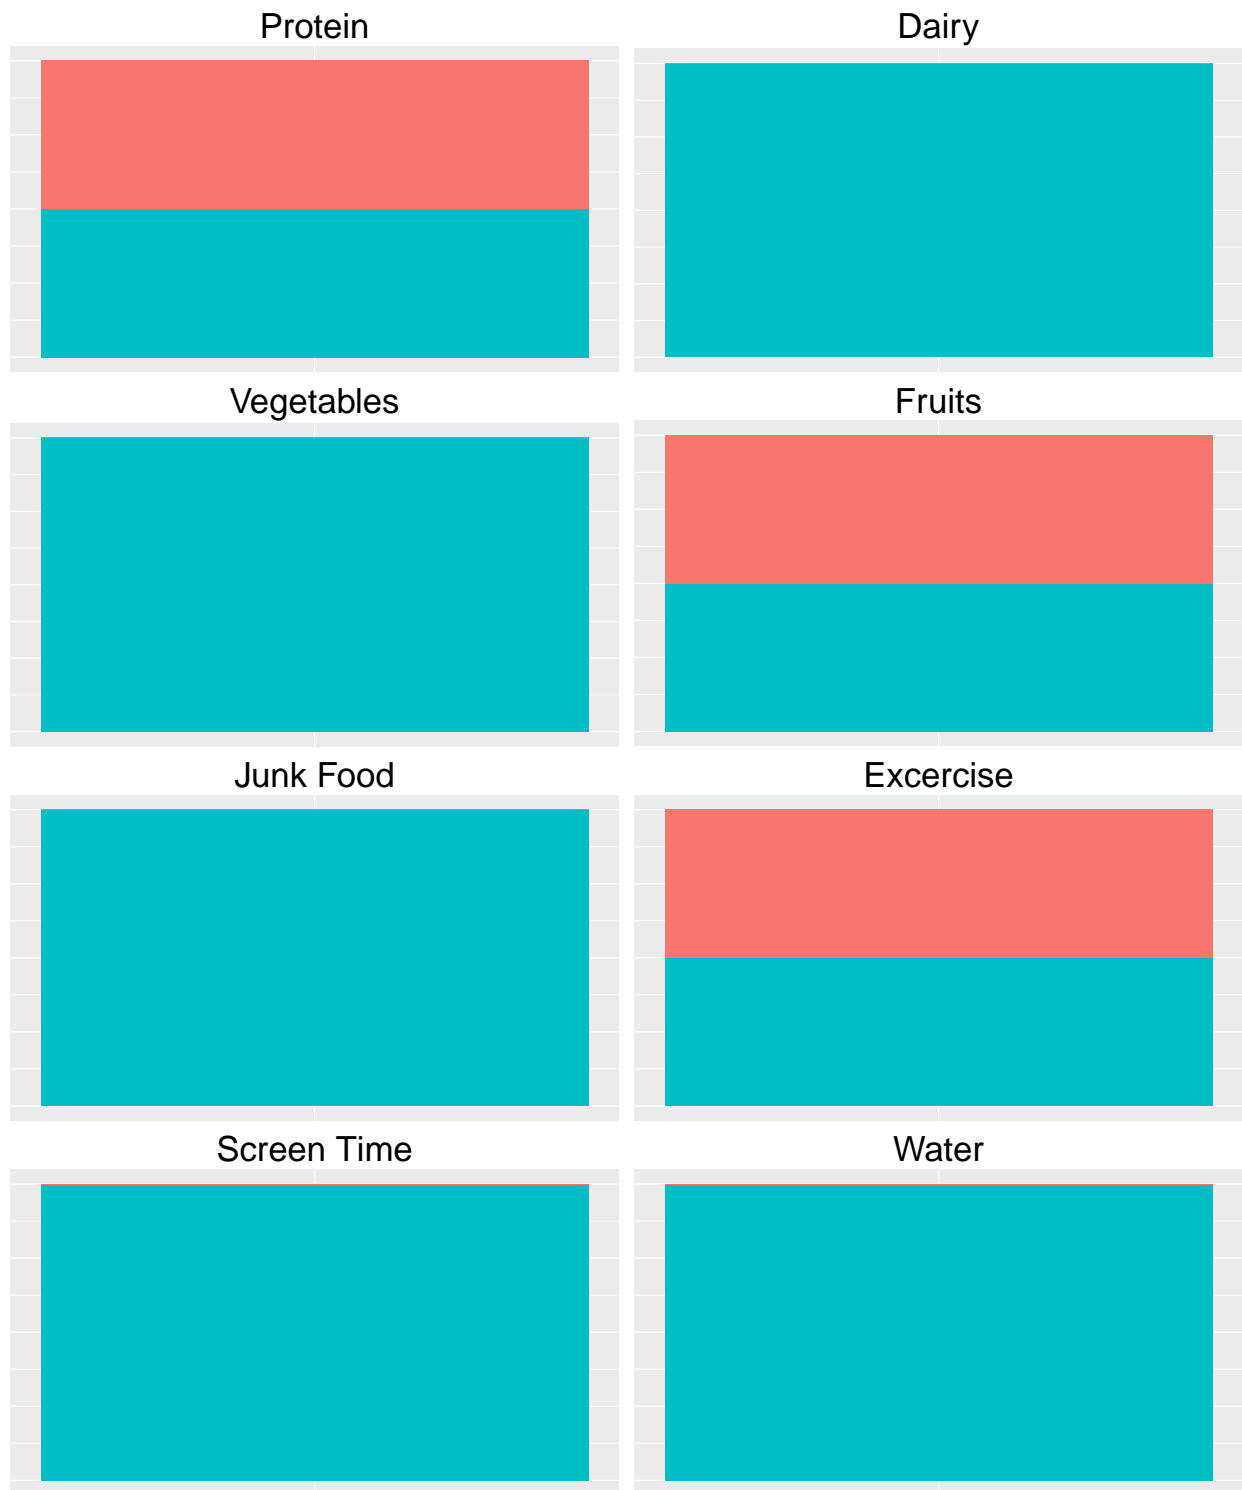 Protein
Dairy
Vegetables
Fruits
Junk Food
Excercise
Screen Time
Water